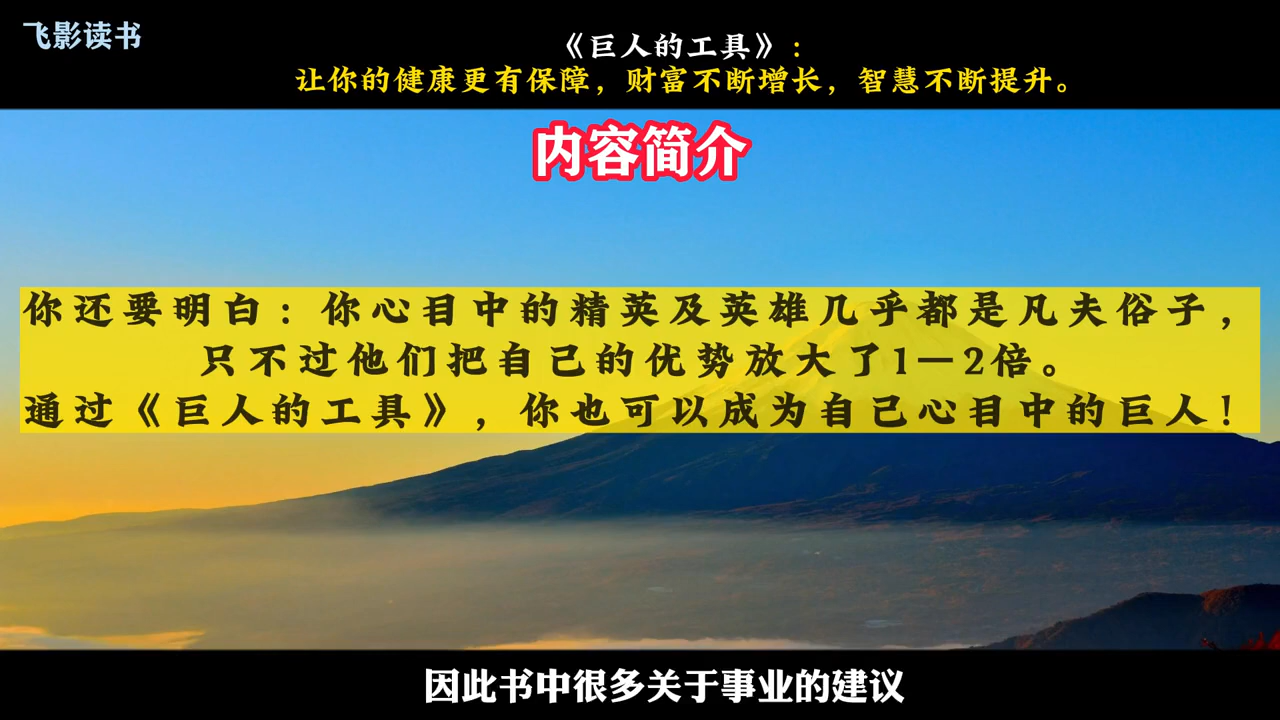 飞影读书
《巨人的工具》：
让你的健康更有保障，财富不断增长，智慧不断提升。
内容简介
你还要明白：你心目中的精英及英雄几乎都是凡夫俗子，
只不过他们把自己的优势放大了1—2倍。
通过《巨人的工具》，你也可以成为自己心目中的巨人！
因此书中很多关于事业的建议